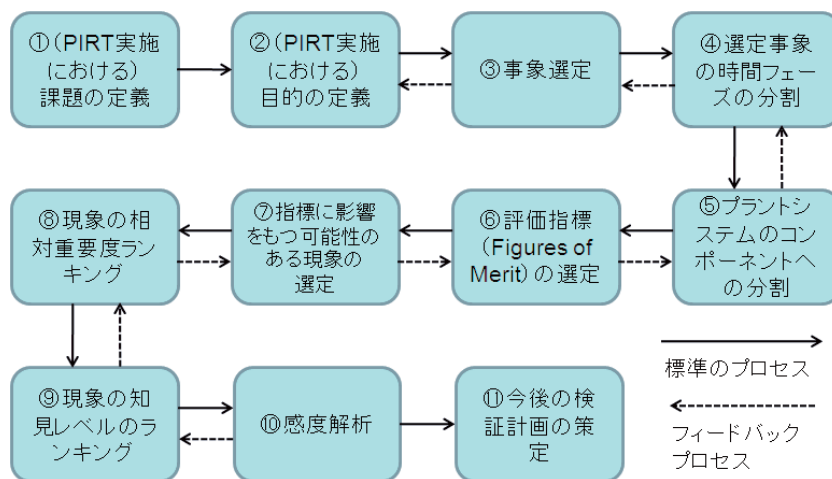 ①(PIRT実施
における)
課題の定義
②(PIRT実施
における)
目的の定義
③事象選定
④選定事象
の時間フェー
ズの分割
⑧現象の相
対重要度ラン
キング
⑦指標に影響
をもつ可能性の
ある現象の
選定
⑥評価指標
(Figures of
Merit)の選定
⑤プラントシ
ステムのコン
ポーネントへ
の分割
⑨現象の知
見レベルのラ
ンキング
⑩感度解析
⑪今後の検
証計画の策
定
標準のプロセス
フィードバック
プロセス